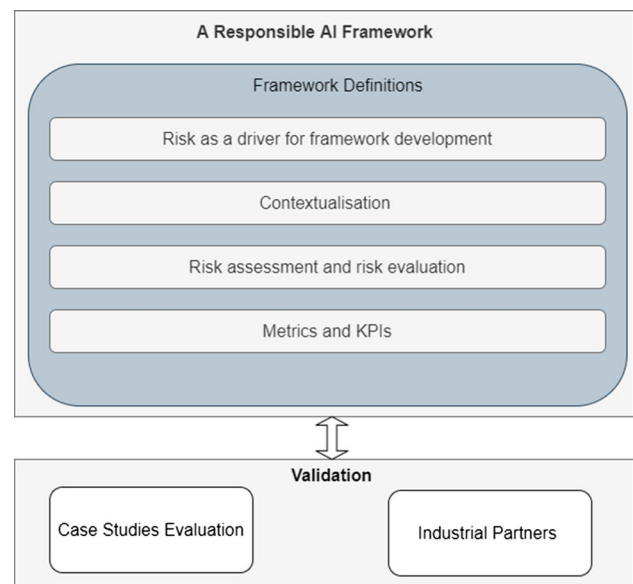 A Responsible AI Framework
Framework Definitions
Risk as a driver for framework development
Contextualisation
Risk assessment and risk evaluation
Metrics and KPIs
Validation
Case Studies Evaluation
Industrial Partners